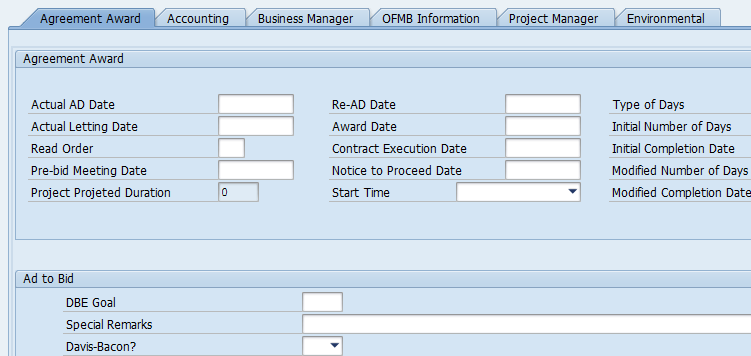 Agreement Award Accounting Business Manager OFMB Information Project Manager Environmental
Agreement Award
Actual AD Date Re-AD Date Type of Days
Actual Letting Date Award Date Initial Number of Days
Read Order Contract Execution Date Initial Completion Date
Pre-bid Meeting Date Notice to Proceed Date Modified Number of Days
Project Projeted Duration 0 Start Time Modified Completion Date
Ad to Bid
DBE Goal
Special Remarks
Davis-Bacon?